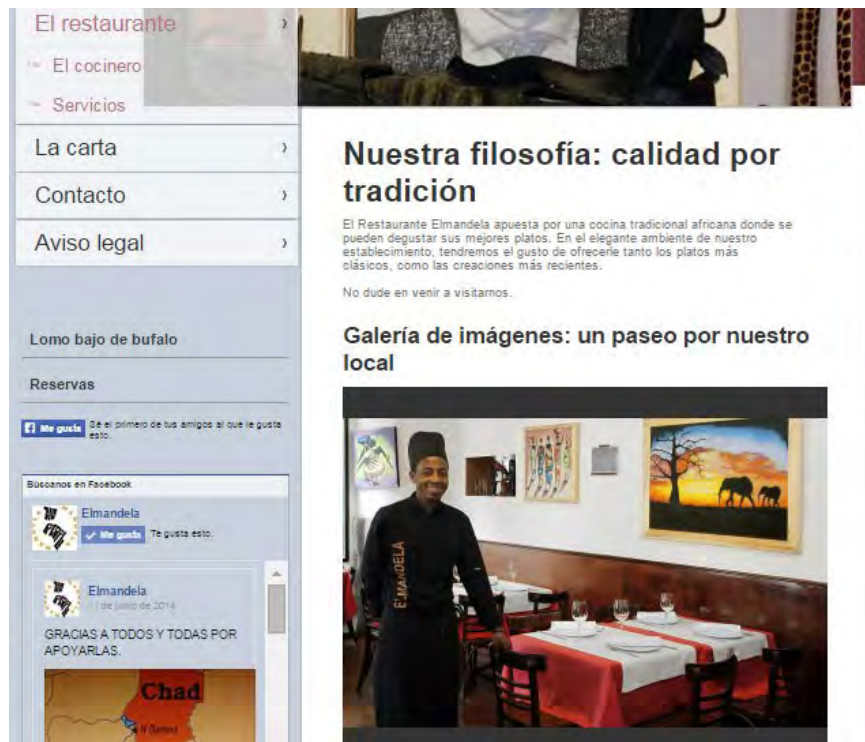 El restaurante
El cocinero
Servicios
La carta
Contacto
Aviso legal
Lomo bajo de bufalo
Reservas
Me gusta
Sé el primero de tus amigos al que le gusta
esto.
Búscanos en Facebook
Elmandela
Me gusta Te gusta esto.
Elmandela
11 de junio de 2014
GRACIAS A TODOS Y TODAS POR
APOYARLAS.
Chad
Nuestra filosofía: calidad por
tradición
El Restaurante Elmandela apuesta por una cocina tradicional africana donde se
pueden degustar sus mejores platos. En el elegante ambiente de nuestro
establecimiento, tendremos el gusto de ofrecerle tanto los platos más
clásicos, como las creaciones más recientes.
No dude en venir a visitarnos.
Galería de imágenes: un paseo por nuestro
local
ELMANDELA